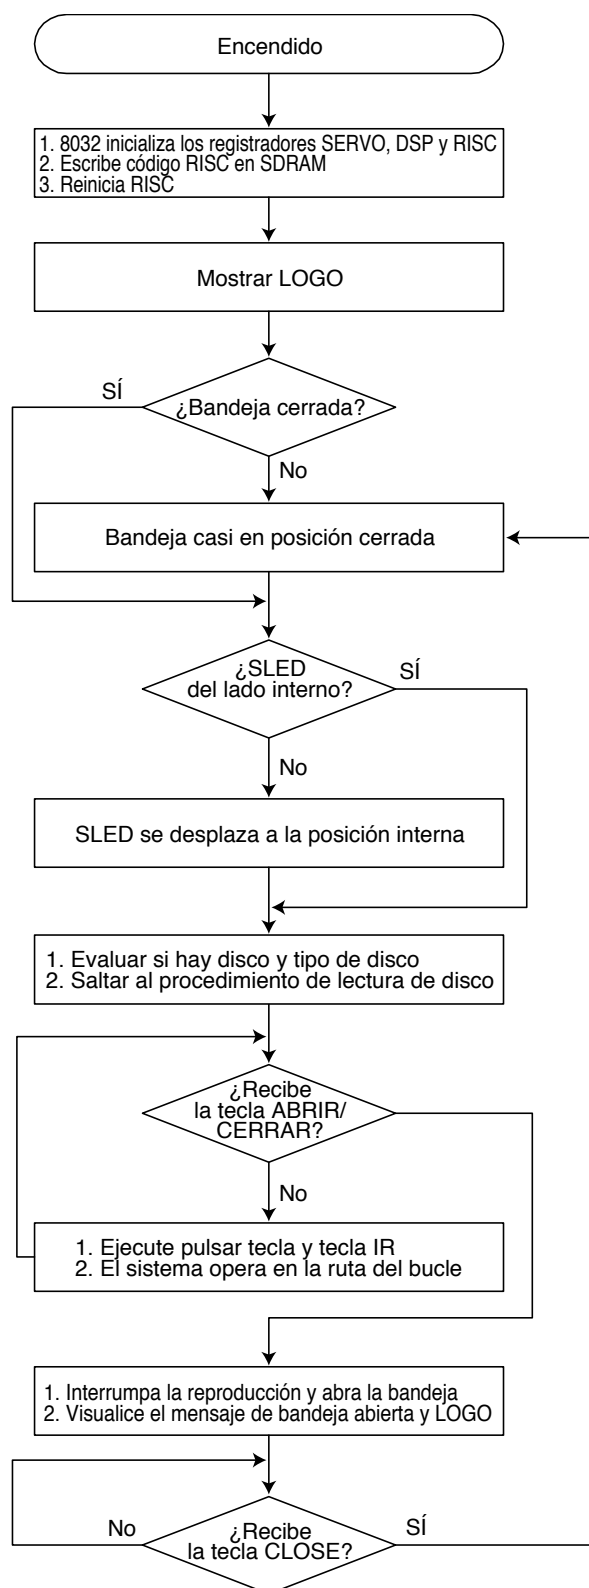 Encendido
1. 8032 inicializa los registradores SERVO, DSP y RISC
2. Escribe código RISC en SDRAM
3. Reinicia RISC
Mostrar LOGO
SÍ
¿Bandeja cerrada?
No
Bandeja casi en posición cerrada
¿SLED
del lado interno?
SÍ
No
SLED se desplaza a la posición interna
1. Evaluar si hay disco y tipo de disco
2. Saltar al procedimiento de lectura de disco
¿Recibe
la tecla ABRIR/
CERRAR?
No
1. Ejecute pulsar tecla y tecla IR
2. El sistema opera en la ruta del bucle
1. Interrumpa la reproducción y abra la bandeja
2. Visualice el mensaje de bandeja abierta y LOGO
No
¿Recibe
la tecla CLOSE?
SÍ